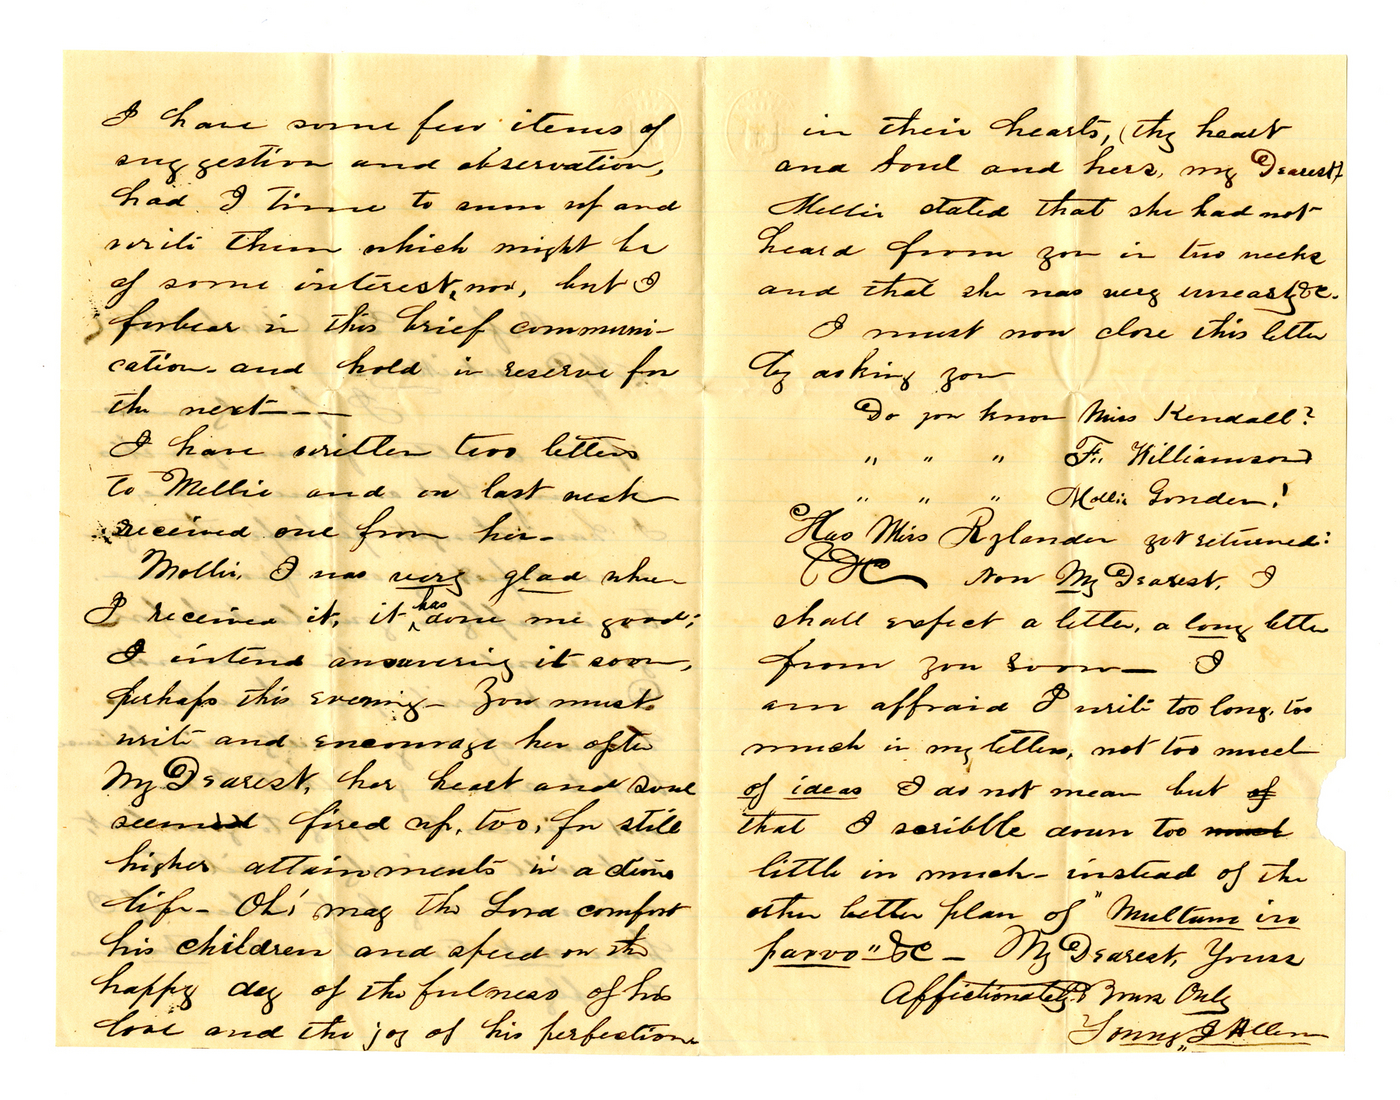 I have some few items of
suggestion and observation,
had I time to sum up and
write them which might be
of some interest, now, but I
forbear in this brief communi-
cation - and hold in reserve for
the next - - -
I have written two letters
to Mellie and on last week
received one from her -
Mollie, I was very glad when
I received it, it has done me good;
I intend answering it soon,
perhaps this evening - You must
write and encourage her often
My Dearest, her heart and soul
seemed fired up, too, for still
higher attainments in a divine
life - Oh! may the Lord comfort
his children and speed on the
happy day of the fulness of his
love and the joy of his perfections
in their hearts, (thy heart
and soul and hers, my Dearest)
Mellie stated that she had not
heard from you in two weeks
and that she was very uneasy &c.
I must now close this letter
by asking you
Do you know Miss Kendall?
" " " F. Williamson
" " " Mollie Gonder!
Has Miss Rylander yet returned:
&c Now My Dearest, I
shall expect a letter, a long letter
from you soon — I
am affraid I write too long, too
much in my letters, not too much
of ideas I do not mean but of
that I scribble down too much
little in much - instead of the
other better plan of "Multum in
parvo" &c - My Dearest, Yours
Affectionately & Yours Only
Young J Allen